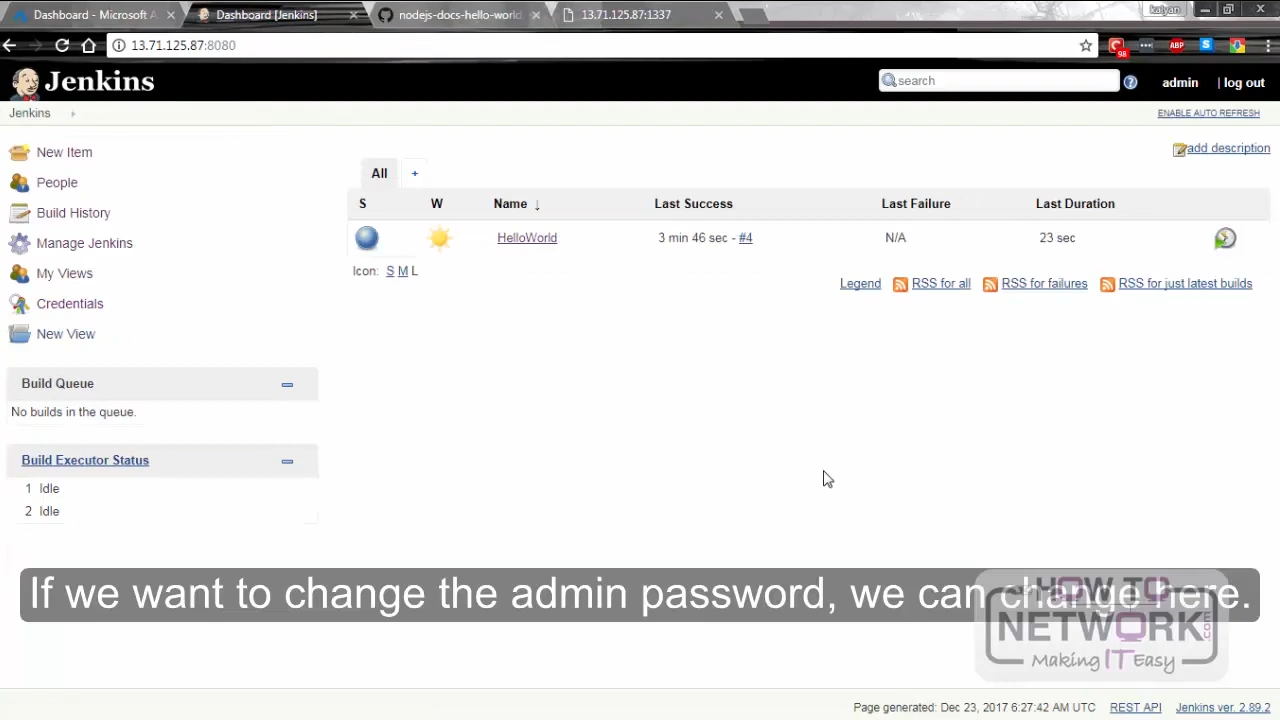 Dashboard - Microsoft A
Dashboard [Jenkins]
nodejs-docs-hello-world
13.71.125.87:1337
kalyan
13.71.125.87:8080
98
ABP
S
Jenkins
search
?
admin
| log out
Jenkins
ENABLE AUTO REFRESH
New Item
People
Build History
Manage Jenkins
My Views
Credentials
New View
add description
All
+
S W Name ↓ Last Success Last Failure Last Duration
HelloWorld 3 min 46 sec - #4 N/A 23 sec
Icon: S M L
Legend RSS for all RSS for failures RSS for just latest builds
Build Queue
No builds in the queue.
Build Executor Status
1 Idle
2 Idle
If we want to change the admin password, we can change here.
HOW TO
NETWORK.com
Making IT Easy
Page generated: Dec 23, 2017 6:27:42 AM UTC REST API Jenkins ver. 2.89.2